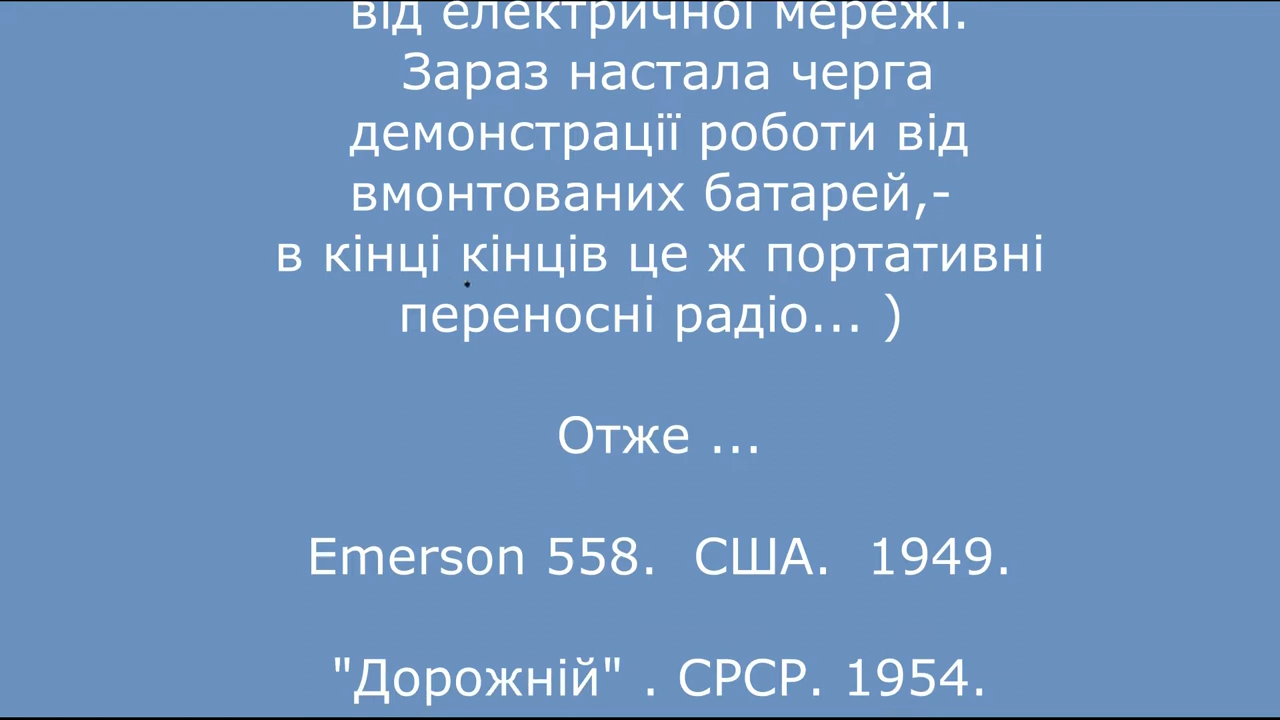 від електричної мережі.
Зараз настала черга
демонстрації роботи від
вмонтованих батарей,-
в кінці кінців це ж портативні
переносні радіо... )
Отже ...
Emerson 558.  США.  1949.
"Дорожній" . СРСР. 1954.